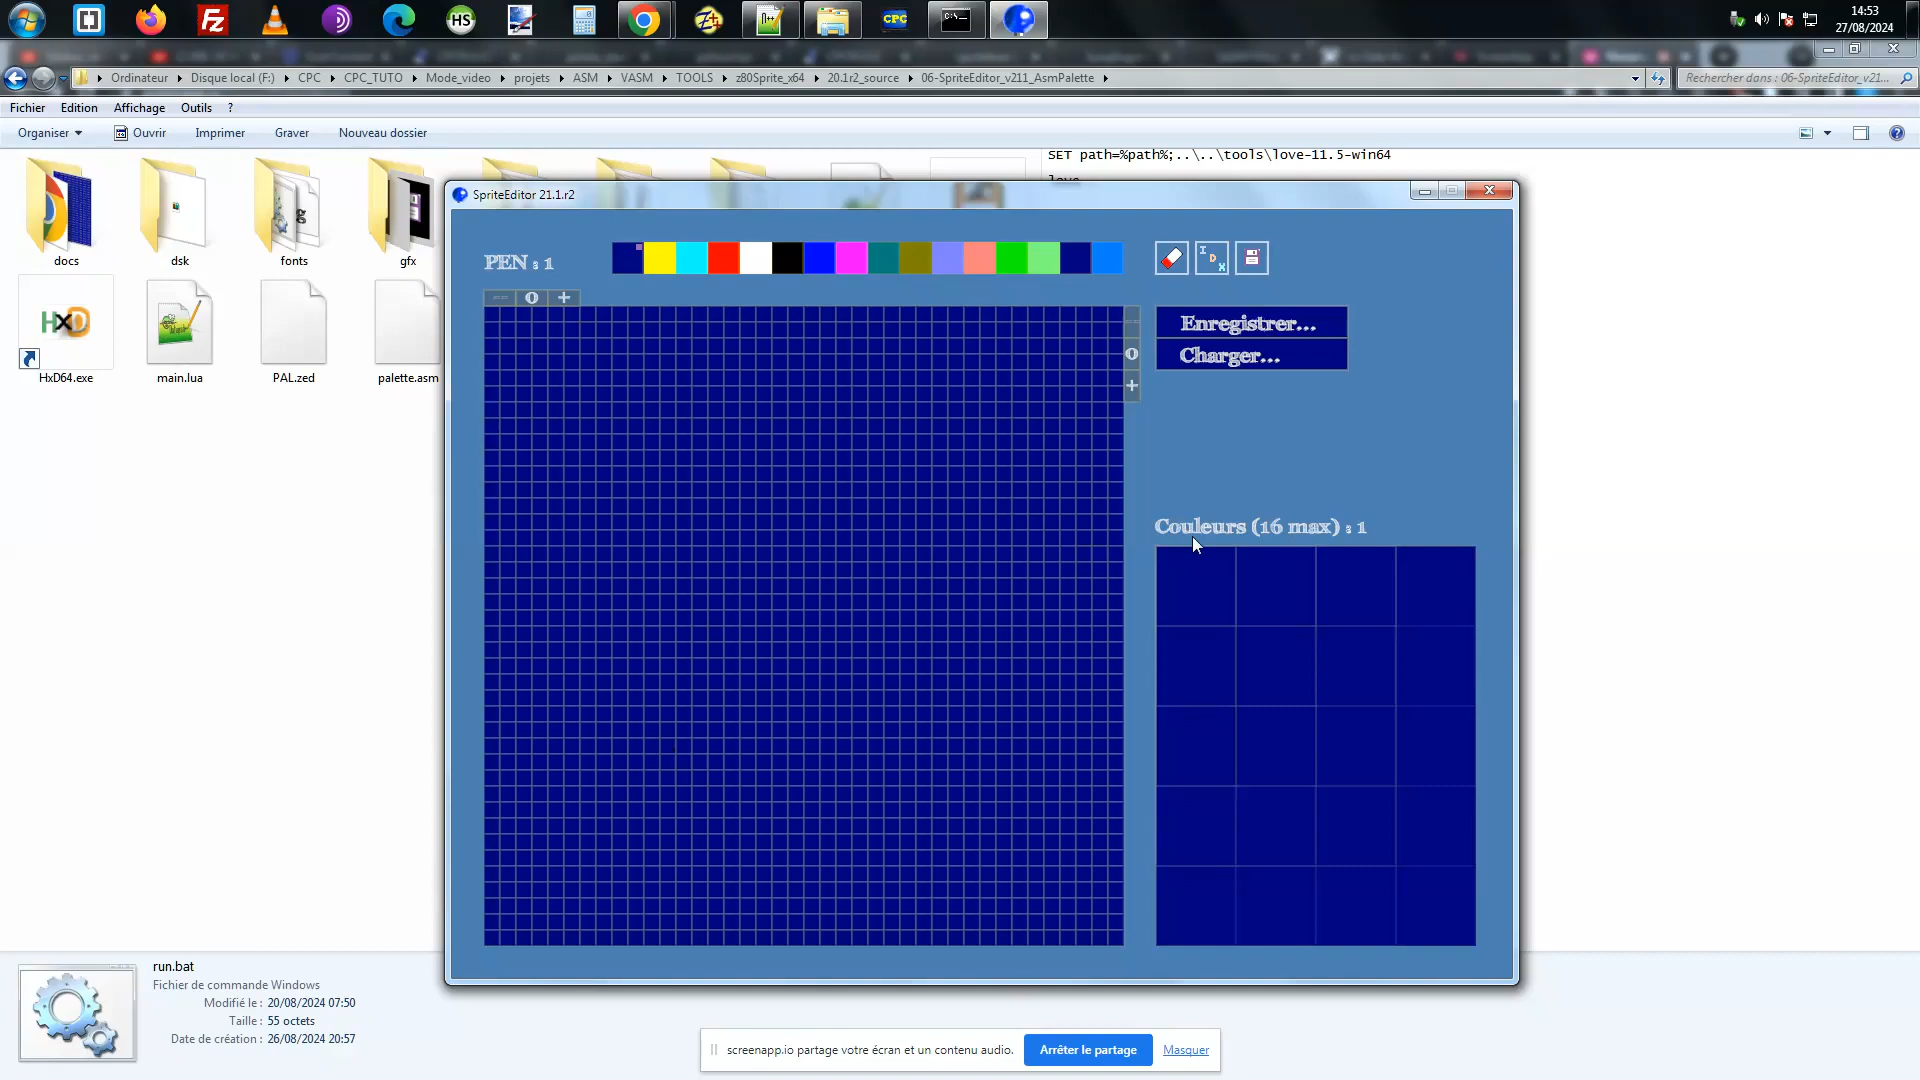 14:53
27/08/2024
Ordinateur Disque local (F:) CPC CPC_TUTO Mode_video projets ASM VASM TOOLS z80Sprite_x64 20.1r2_source 06-SpriteEditor_v211_AsmPalette
Rechercher dans : 06-SpriteEditor_v21...
Fichier Edition Affichage Outils ?
Organiser Ouvrir Imprimer Graver Nouveau dossier
SET path=%path%;..\..\tools\love-11.5-win64
love
SpriteEditor 21.1.r2
docs dsk fonts gfx
PEN : 1
I
D
X
O +
O
+
Enregistrer...
Charger...
HxD
HxD64.exe main.lua PAL.zed palette.asm
Couleurs (16 max) : 1
run.bat
Fichier de commande Windows
Modifié le : 20/08/2024 07:50
Taille : 55 octets
Date de création : 26/08/2024 20:57
screenapp.io partage votre écran et un contenu audio. Arrêter le partage Masquer
HS
CPC